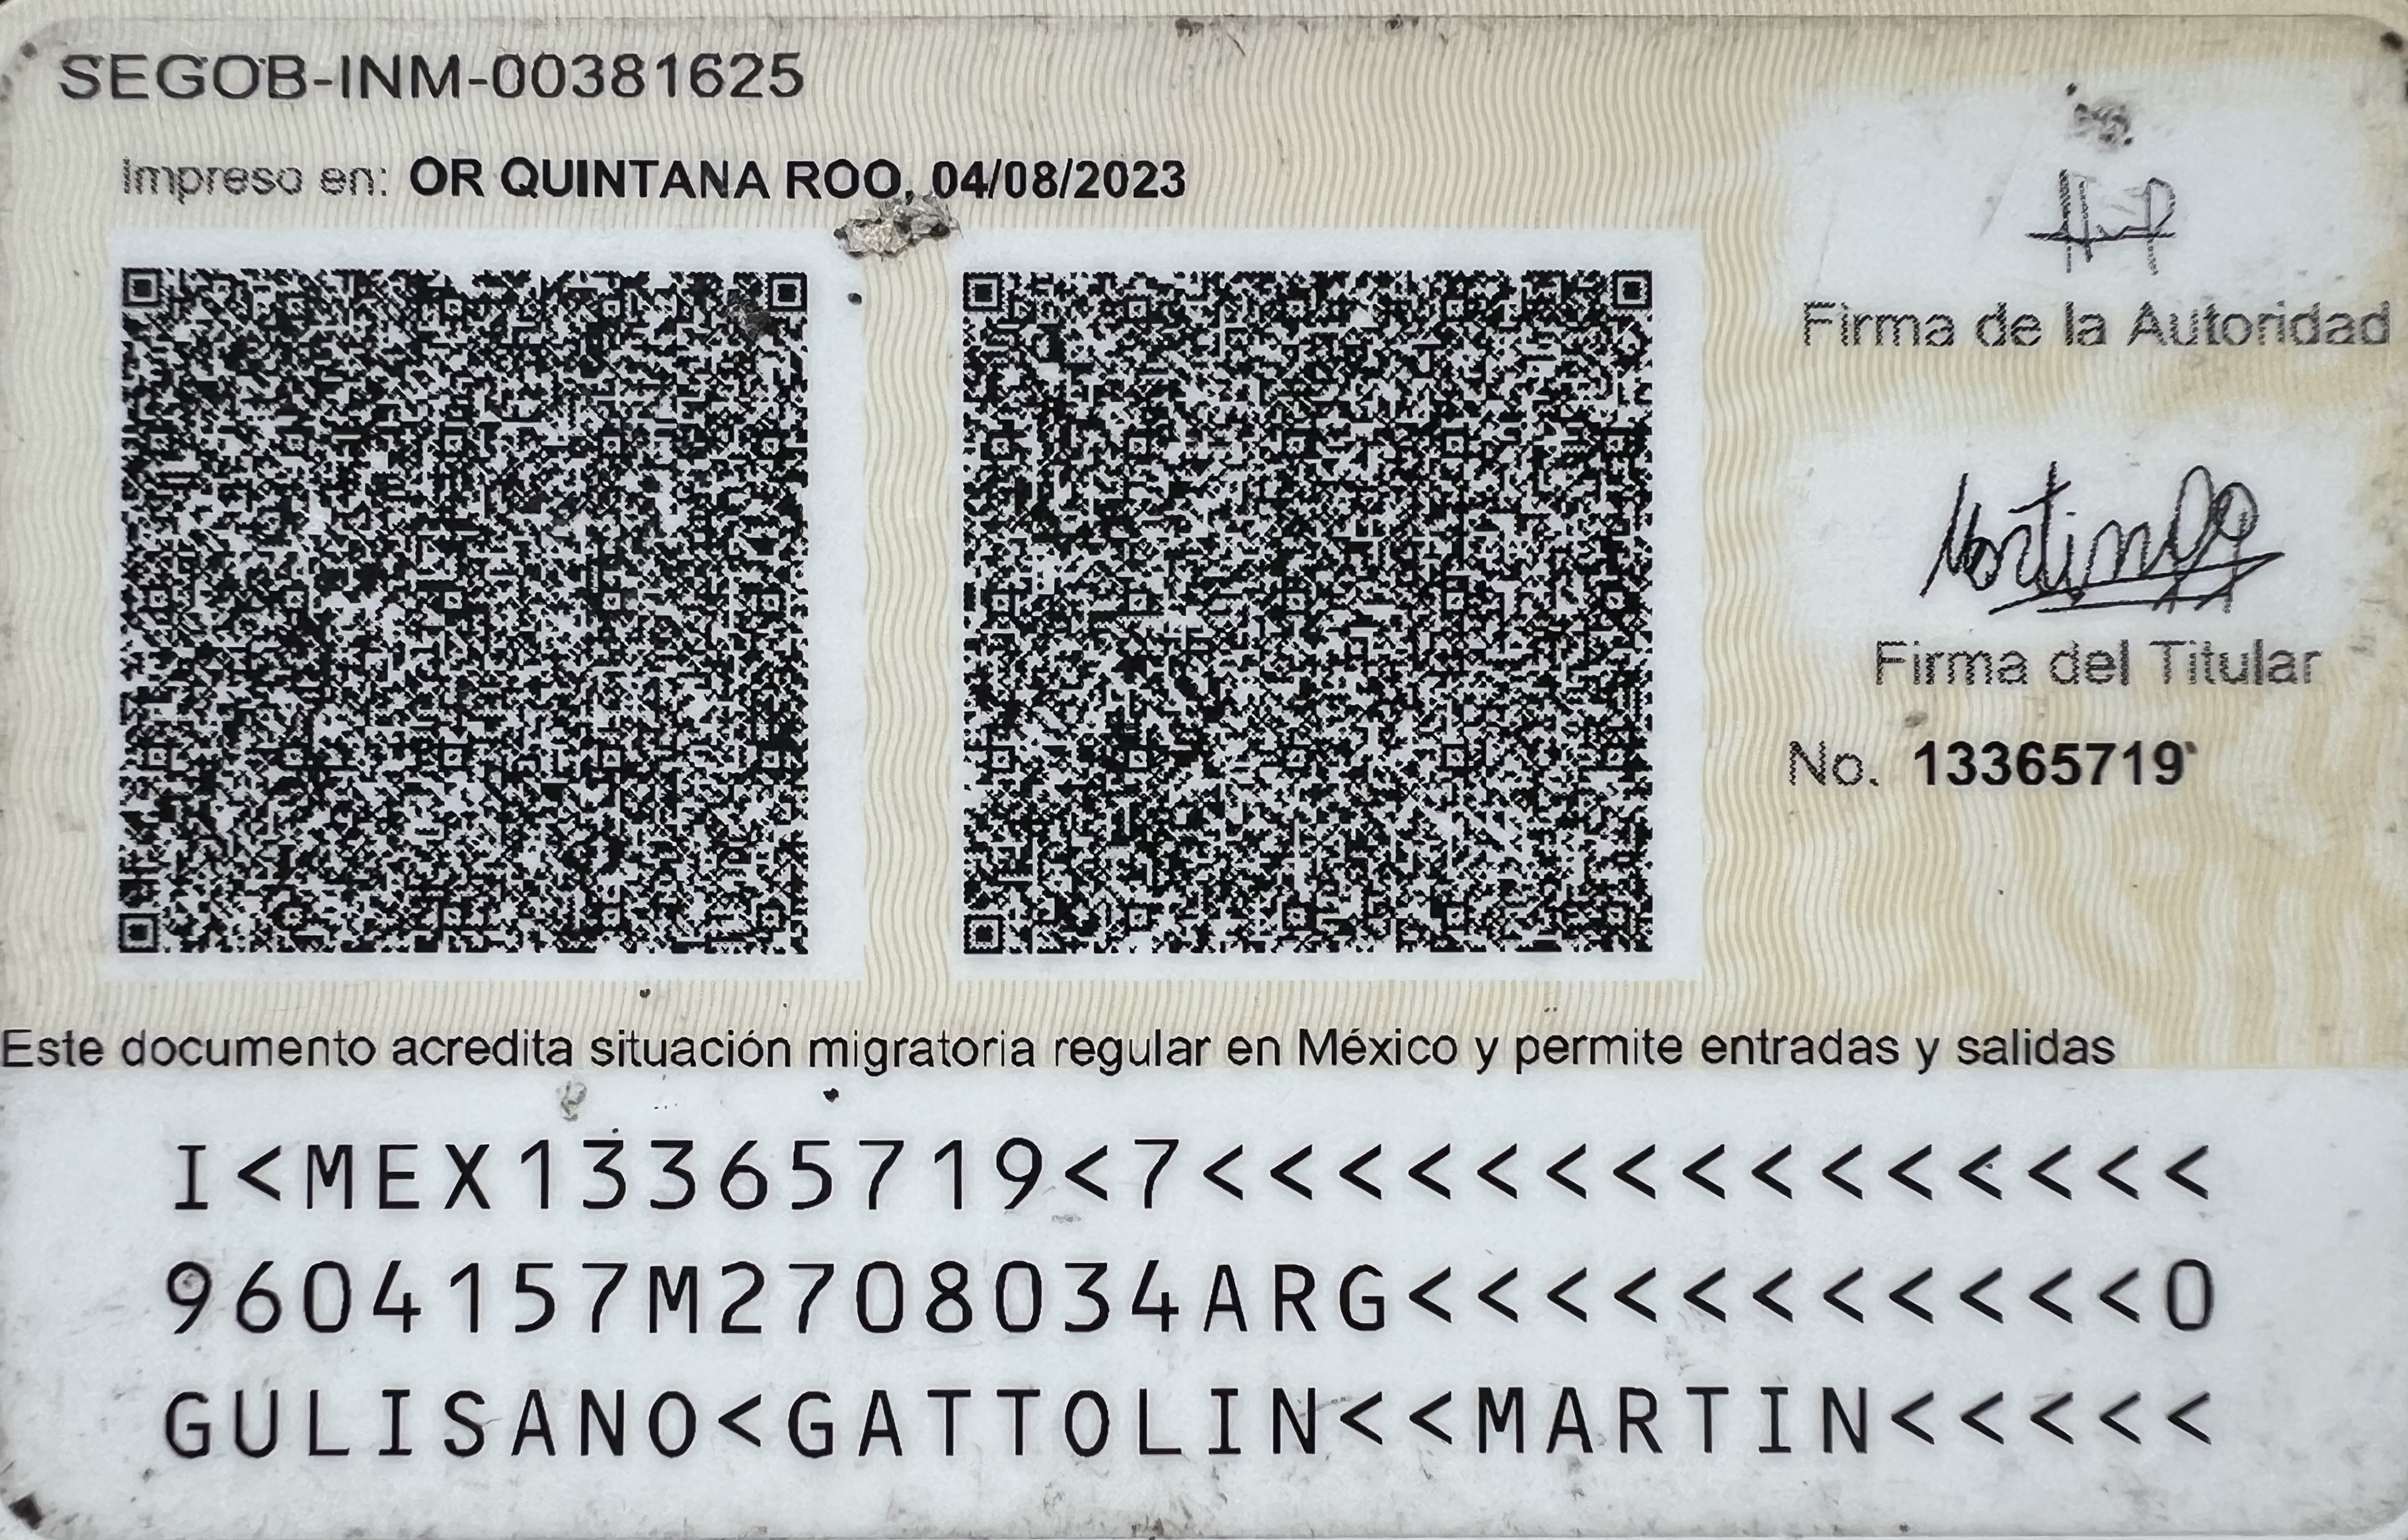 SEGOB-INM-00381625
Impreso en: OR QUINTANA ROO, 04/08/2023
Firma de la Autoridad
Firma del Titular
No. 13365719
Este documento acredita situación migratoria regular en México y permite entradas y salidas
I<MEX13365719<7<<<<<<<<<<<<<<<
9604157M2708034ARG<<<<<<<<<<<0
GULISANO<GATTOLIN<<MARTIN<<<<<